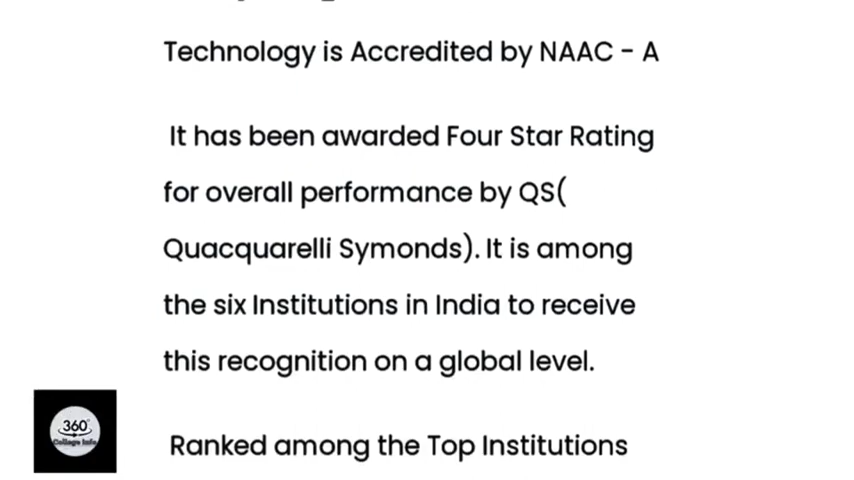 Technology is Accredited by NAAC - A
It has been awarded Four Star Rating
for overall performance by QS(
Quacquarelli Symonds). It is among
the six Institutions in India to receive
this recognition on a global level.
360°
College Info
Ranked among the Top Institutions